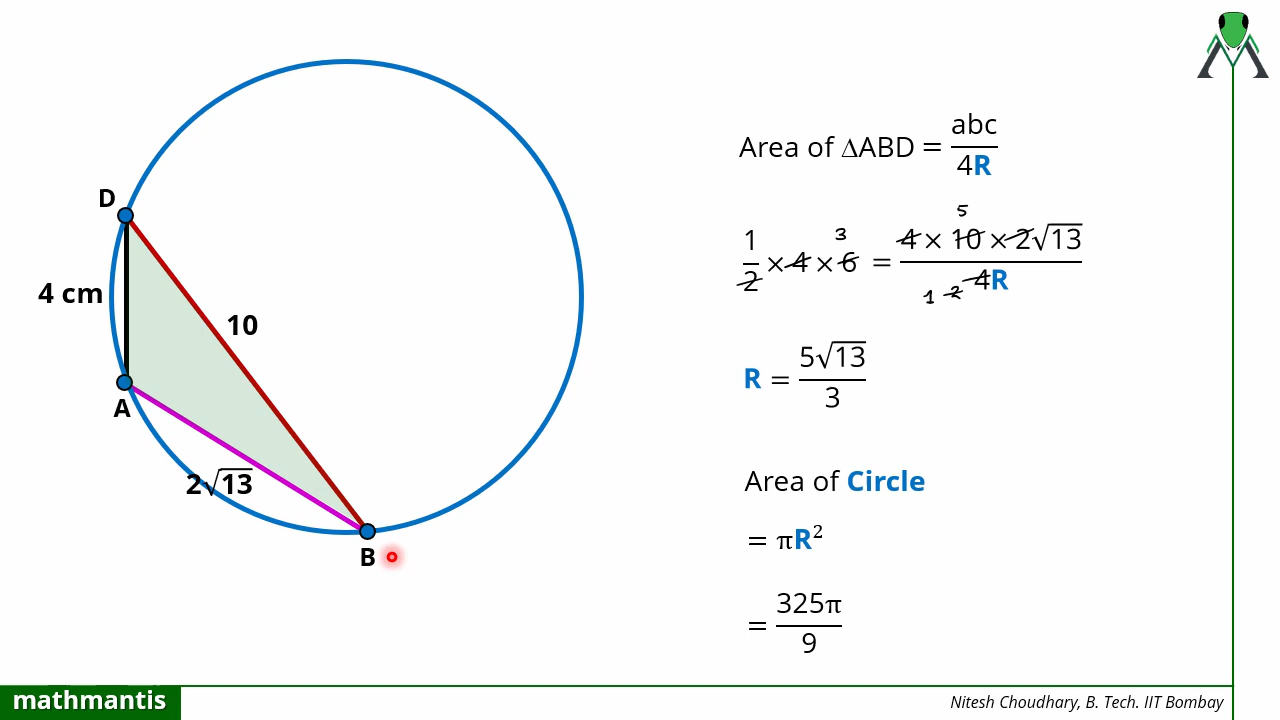 D
4 cm
10
A
2√13
B
Area of ΔABD = abc / 4R
1/2 × 4 × 6 = 4 × 10 × 2√13 / 4R
3
5
1 2
R = 5√13 / 3
Area of Circle
= πR²
= 325π / 9
mathmantis
Nitesh Choudhary, B. Tech. IIT Bombay